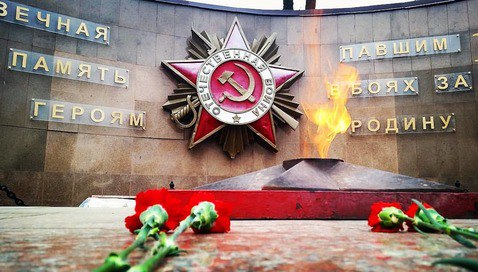 ВЕЧНАЯ
ПАМЯТЬ
ГЕРОЯМ
ОТЕЧЕСТВЕННАЯ ВОЙНА
ПАВШИМ
В БОЯХ ЗА
РОДИНУ